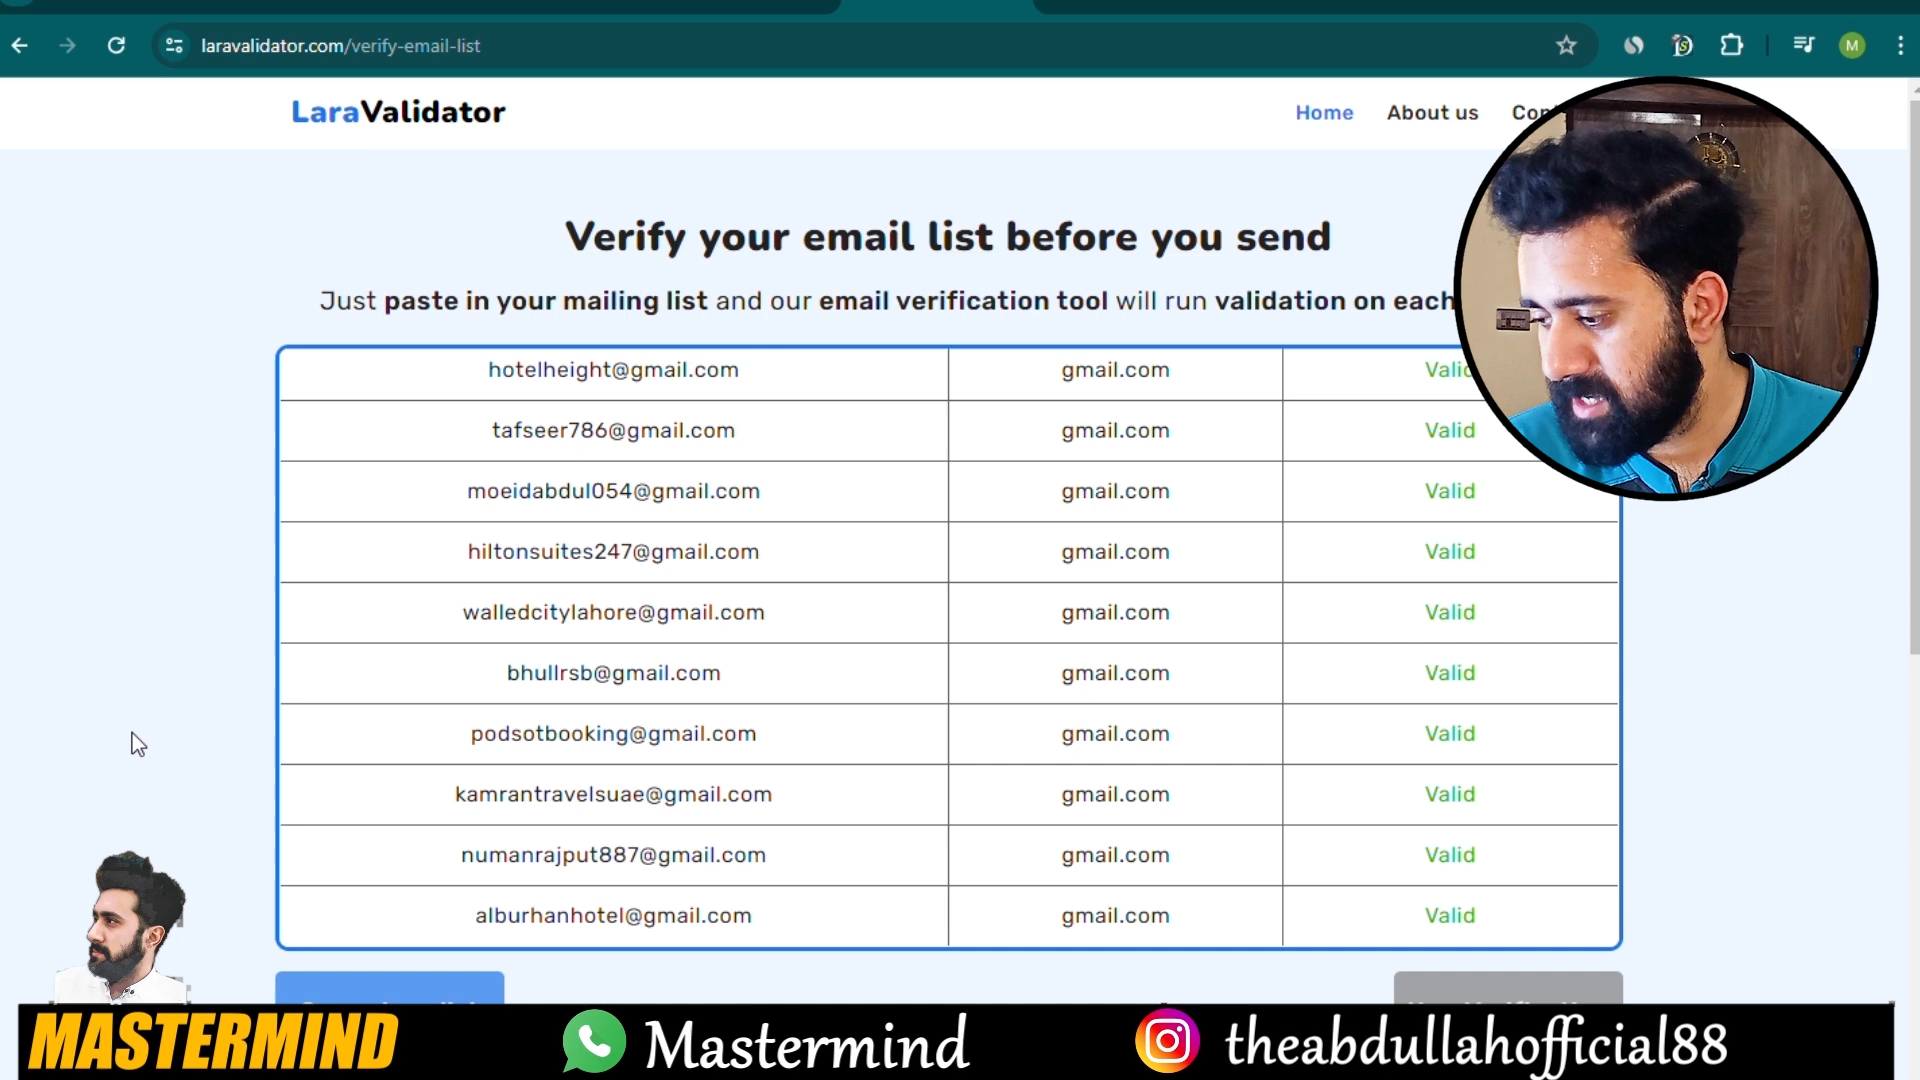 laravalidator.com/verify-email-list
M
LaraValidator
Home About us
Verify your email list before you send
Just paste in your mailing list and our email verification tool will run validation on each
hotelheight@gmail.com gmail.com Valid
tafseer786@gmail.com gmail.com Valid
moeidabdul054@gmail.com gmail.com Valid
hiltonsuites247@gmail.com gmail.com Valid
walledcitylahore@gmail.com gmail.com Valid
bhullrsb@gmail.com gmail.com Valid
podsotbooking@gmail.com gmail.com Valid
kamrantravelsuae@gmail.com gmail.com Valid
numanrajput887@gmail.com gmail.com Valid
alburhanhotel@gmail.com gmail.com Valid
MASTERMIND Mastermind theabdullahofficial88